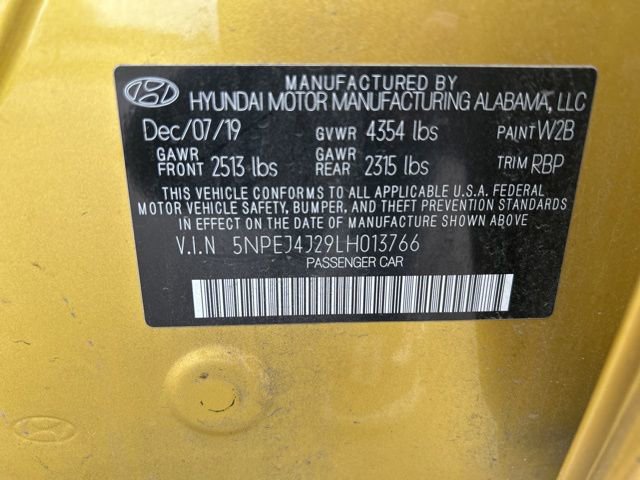 MANUFACTURED BY
HYUNDAI MOTOR MANUFACTURING ALABAMA, LLC
Dec/07/19 GVWR 4354 lbs PAINT W2B
GAWR FRONT 2513 lbs GAWR REAR 2315 lbs TRIM RBP
THIS VEHICLE CONFORMS TO ALL APPLICABLE U.S.A. FEDERAL
MOTOR VEHICLE SAFETY, BUMPER, AND THEFT PREVENTION
STANDARDS IN EFFECT ON THE DATE OF MANUFACTURE SHOWN ABOVE.
V.I.N 5NPEJ4J29LH013766
PASSENGER CAR